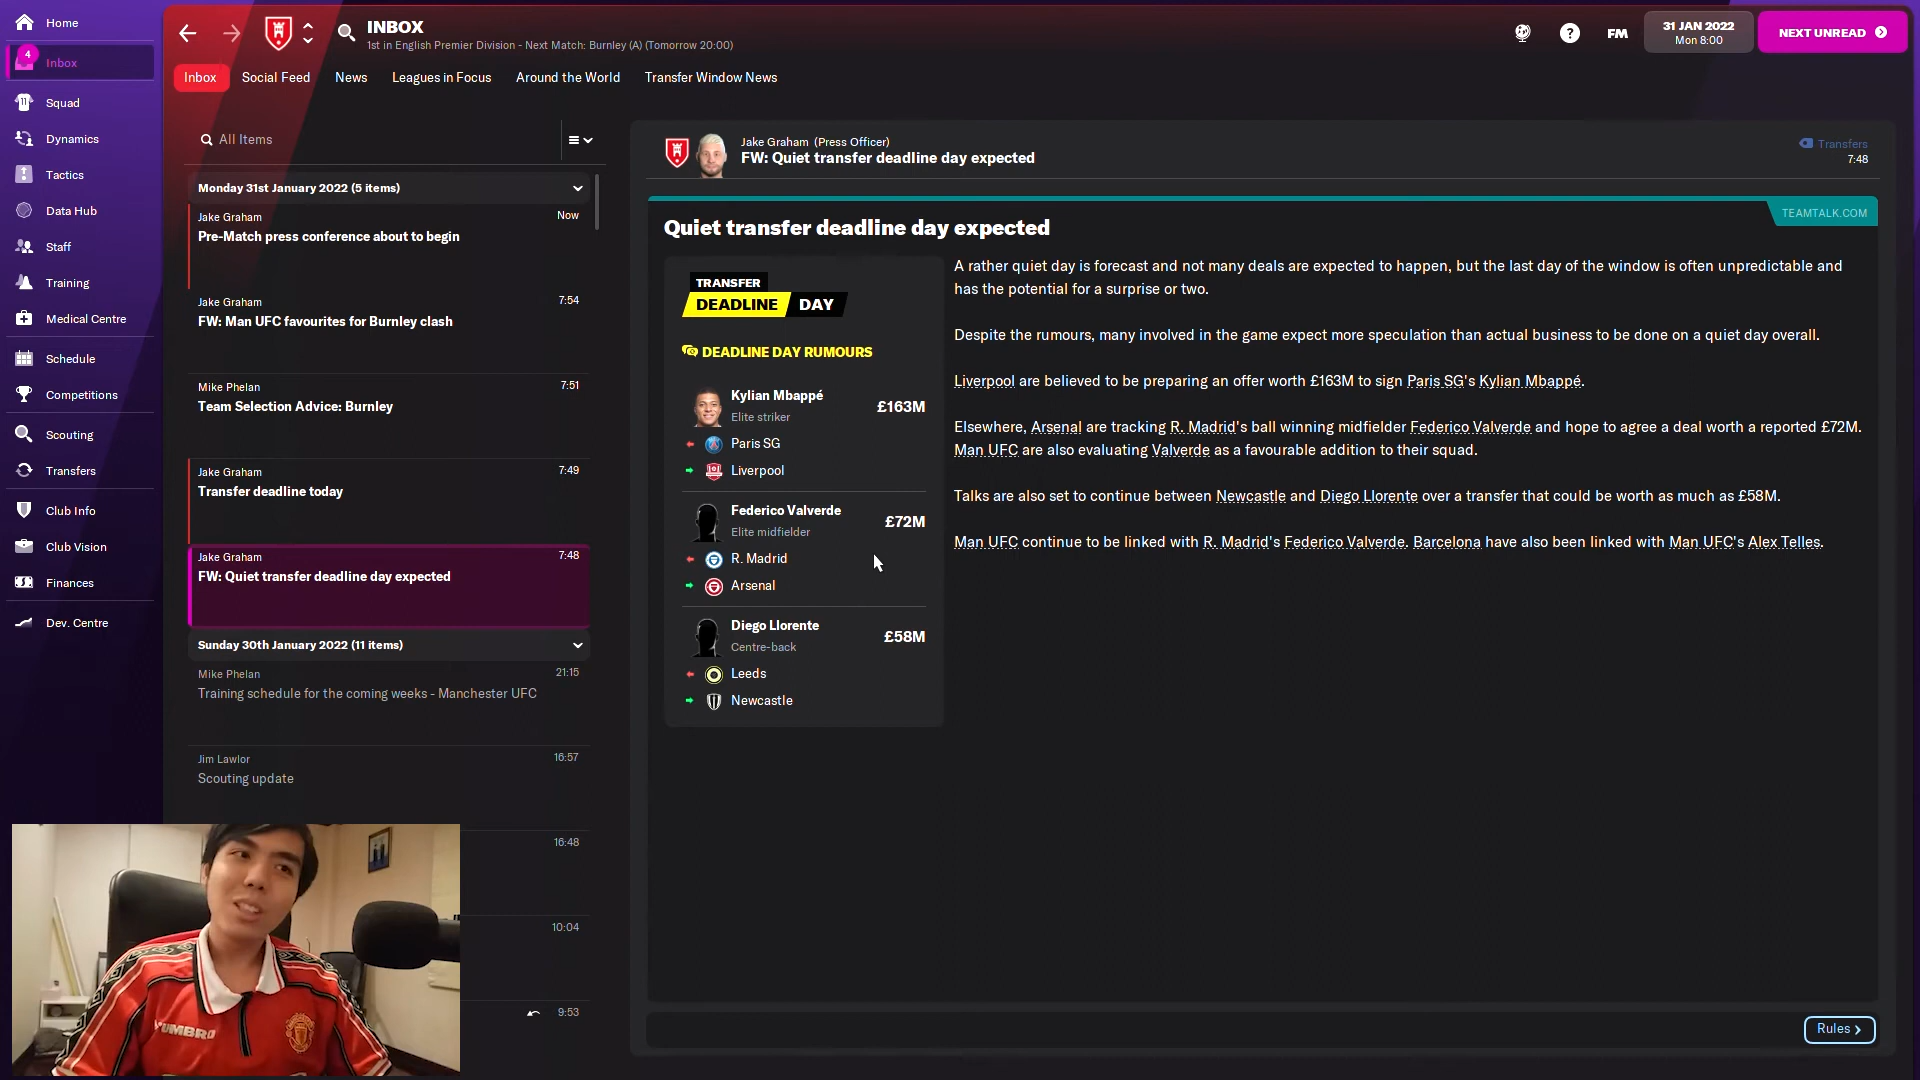 Home
4
Inbox
Squad
Dynamics
Tactics
Data Hub
Staff
Training
Medical Centre
Schedule
Competitions
Scouting
Transfers
Club Info
Club Vision
Finances
Dev. Centre
INBOX
1st in English Premier Division - Next Match: Burnley (A) (Tomorrow 20:00)
? FM
31 JAN 2022
Mon 8:00
NEXT UNREAD
Inbox Social Feed News Leagues in Focus Around the World Transfer Window News
All Items
Monday 31st January 2022 (5 items)
Jake Graham Now
Pre-Match press conference about to begin
Jake Graham 7:54
FW: Man UFC favourites for Burnley clash
Mike Phelan 7:51
Team Selection Advice: Burnley
Jake Graham 7:49
Transfer deadline today
Jake Graham 7:48
FW: Quiet transfer deadline day expected
Sunday 30th January 2022 (11 items)
Mike Phelan 21:15
Training schedule for the coming weeks - Manchester UFC
Jim Lawlor 16:57
Scouting update
16:48
10:04
9:53
Jake Graham (Press Officer)
FW: Quiet transfer deadline day expected
Transfers
7:48
TEAMTALK.COM
Quiet transfer deadline day expected
TRANSFER
DEADLINE DAY
DEADLINE DAY RUMOURS
Kylian Mbappé
Elite striker
£163M
Paris SG
Liverpool
Federico Valverde
Elite midfielder
£72M
R. Madrid
Arsenal
Diego Llorente
Centre-back
£58M
Leeds
Newcastle
A rather quiet day is forecast and not many deals are expected to happen, but the last day of the window is often unpredictable and
has the potential for a surprise or two.
Despite the rumours, many involved in the game expect more speculation than actual business to be done on a quiet day overall.
Liverpool are believed to be preparing an offer worth £163M to sign Paris SG's Kylian Mbappé.
Elsewhere, Arsenal are tracking R. Madrid's ball winning midfielder Federico Valverde and hope to agree a deal worth a reported £72M.
Man UFC are also evaluating Valverde as a favourable addition to their squad.
Talks are also set to continue between Newcastle and Diego Llorente over a transfer that could be worth as much as £58M.
Man UFC continue to be linked with R. Madrid's Federico Valverde. Barcelona have also been linked with Man UFC's Alex Telles.
Rules
UMBRO